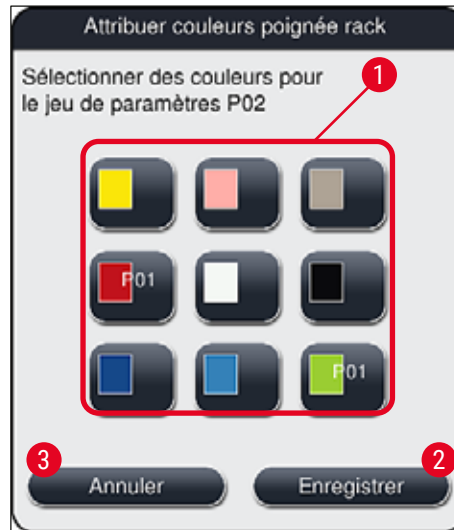 Attribuer couleurs poignée rack
Sélectionner des couleurs pour
le jeu de paramètres P02
1
P01
P01
3
2
Annuler
Enregistrer